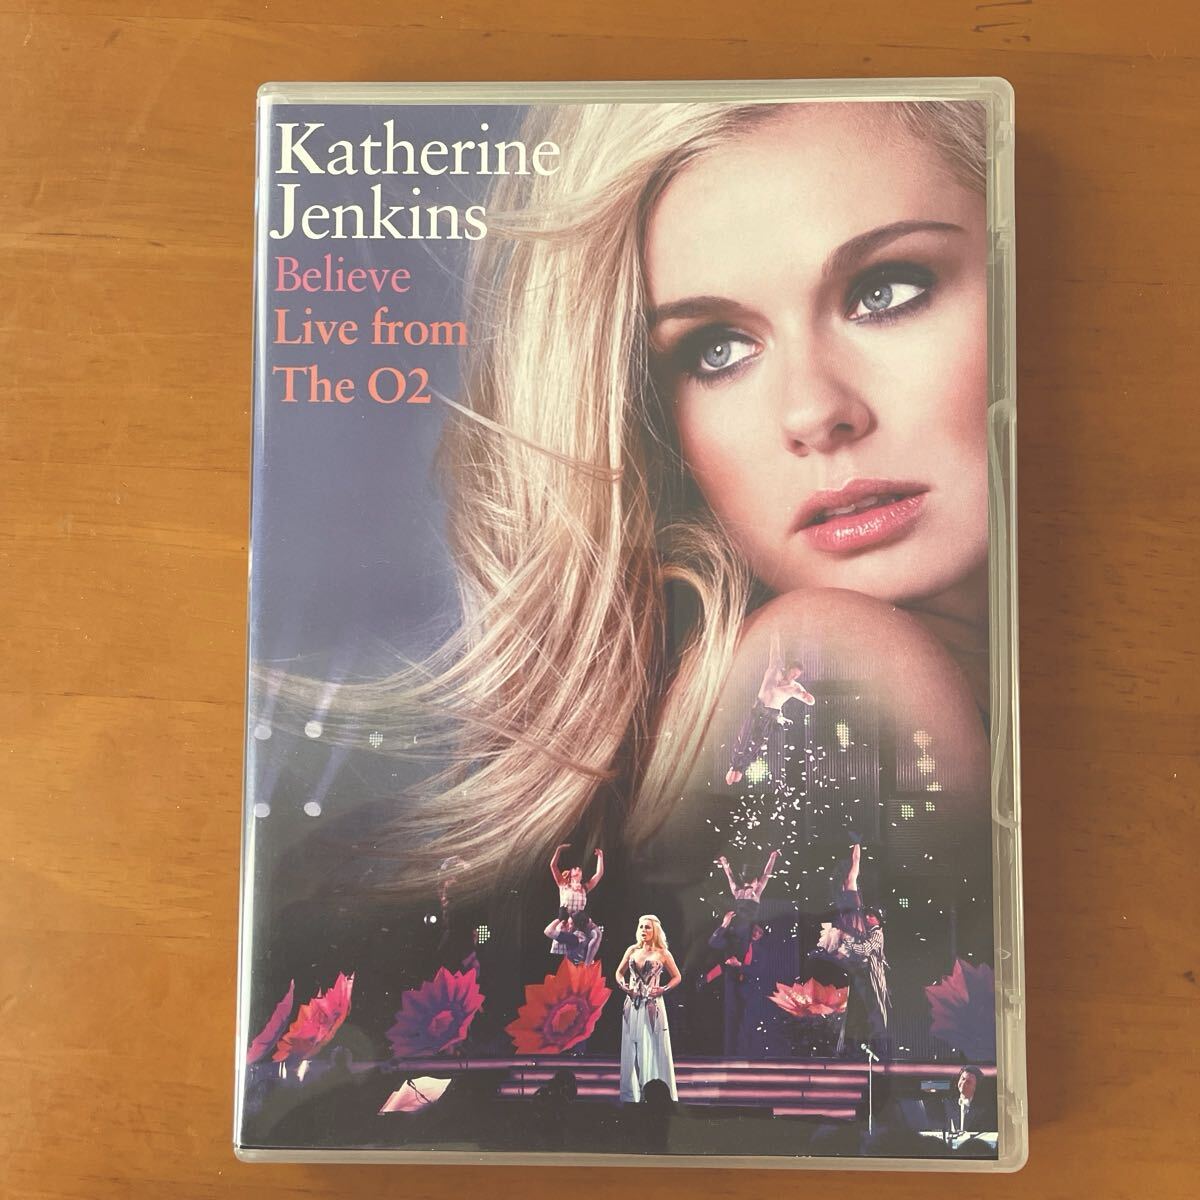 Katherine
Jenkins
Believe
Live from
The O2